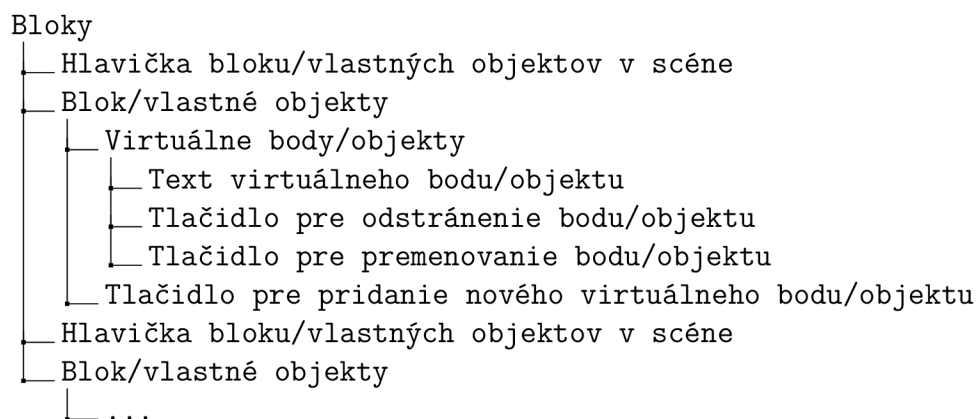 Bloky
Hlavička bloku/vlastných objektov v scéne
Blok/vlastné objekty
Virtuálne body/objekty
Text virtuálneho bodu/objektu
Tlačidlo pre odstránenie bodu/objektu
Tlačidlo pre premenovanie bodu/objektu
Tlačidlo pre pridanie nového virtuálneho bodu/objektu
Hlavička bloku/vlastných objektov v scéne
Blok/vlastné objekty
...